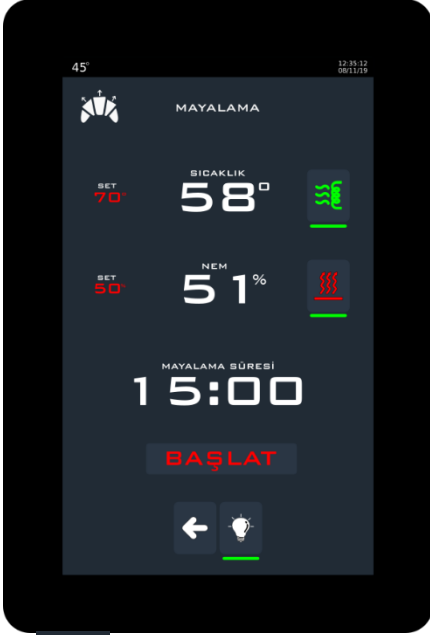 45°
12:35:12
08/11/19
MAYALAMA
SICAKLIK
SET
70°
58°
NEM
SET
50°
51%
MAYALAMA SÜRESİ
15:00
BAŞLAT